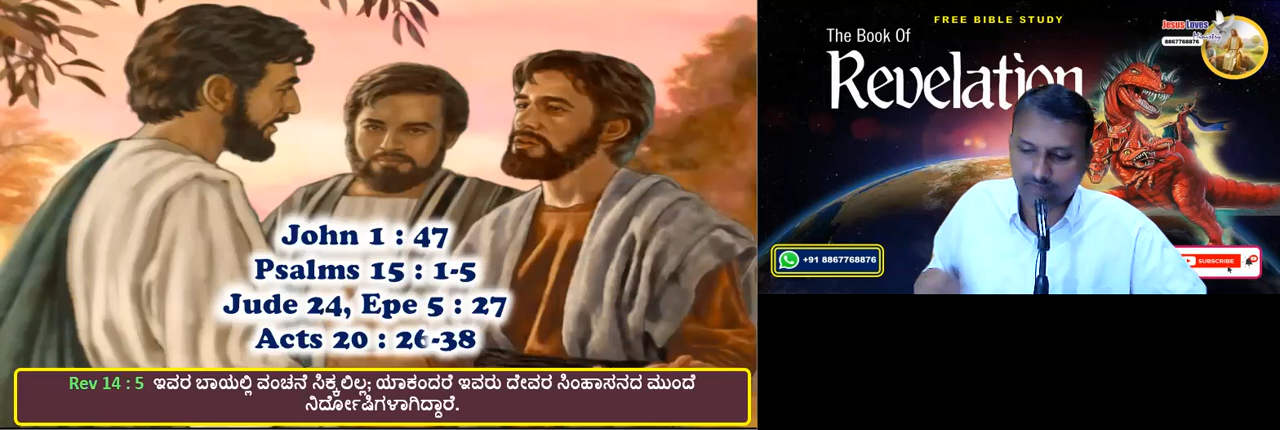 John 1 : 47
Psalms 15 : 1-5
Jude 24, Epe 5 : 27
Acts 20 : 26-38
Rev 14 : 5 ಇವರ ಬಾಯಲ್ಲಿ ವಂಚನೆ ಸಿಕ್ಕಲಿಲ್ಲ; ಯಾಕಂದರೆ ಇವರು ದೇವರ ಸಿಂಹಾಸನದ ಮುಂದೆ
ನಿರ್ದೋಷಿಗಳಾಗಿದ್ದಾರೆ.
FREE BIBLE STUDY
The Book Of
Revelation
Jesus Loves
Ministry
8867768876
+91 8867768876
SUBSCRIBE